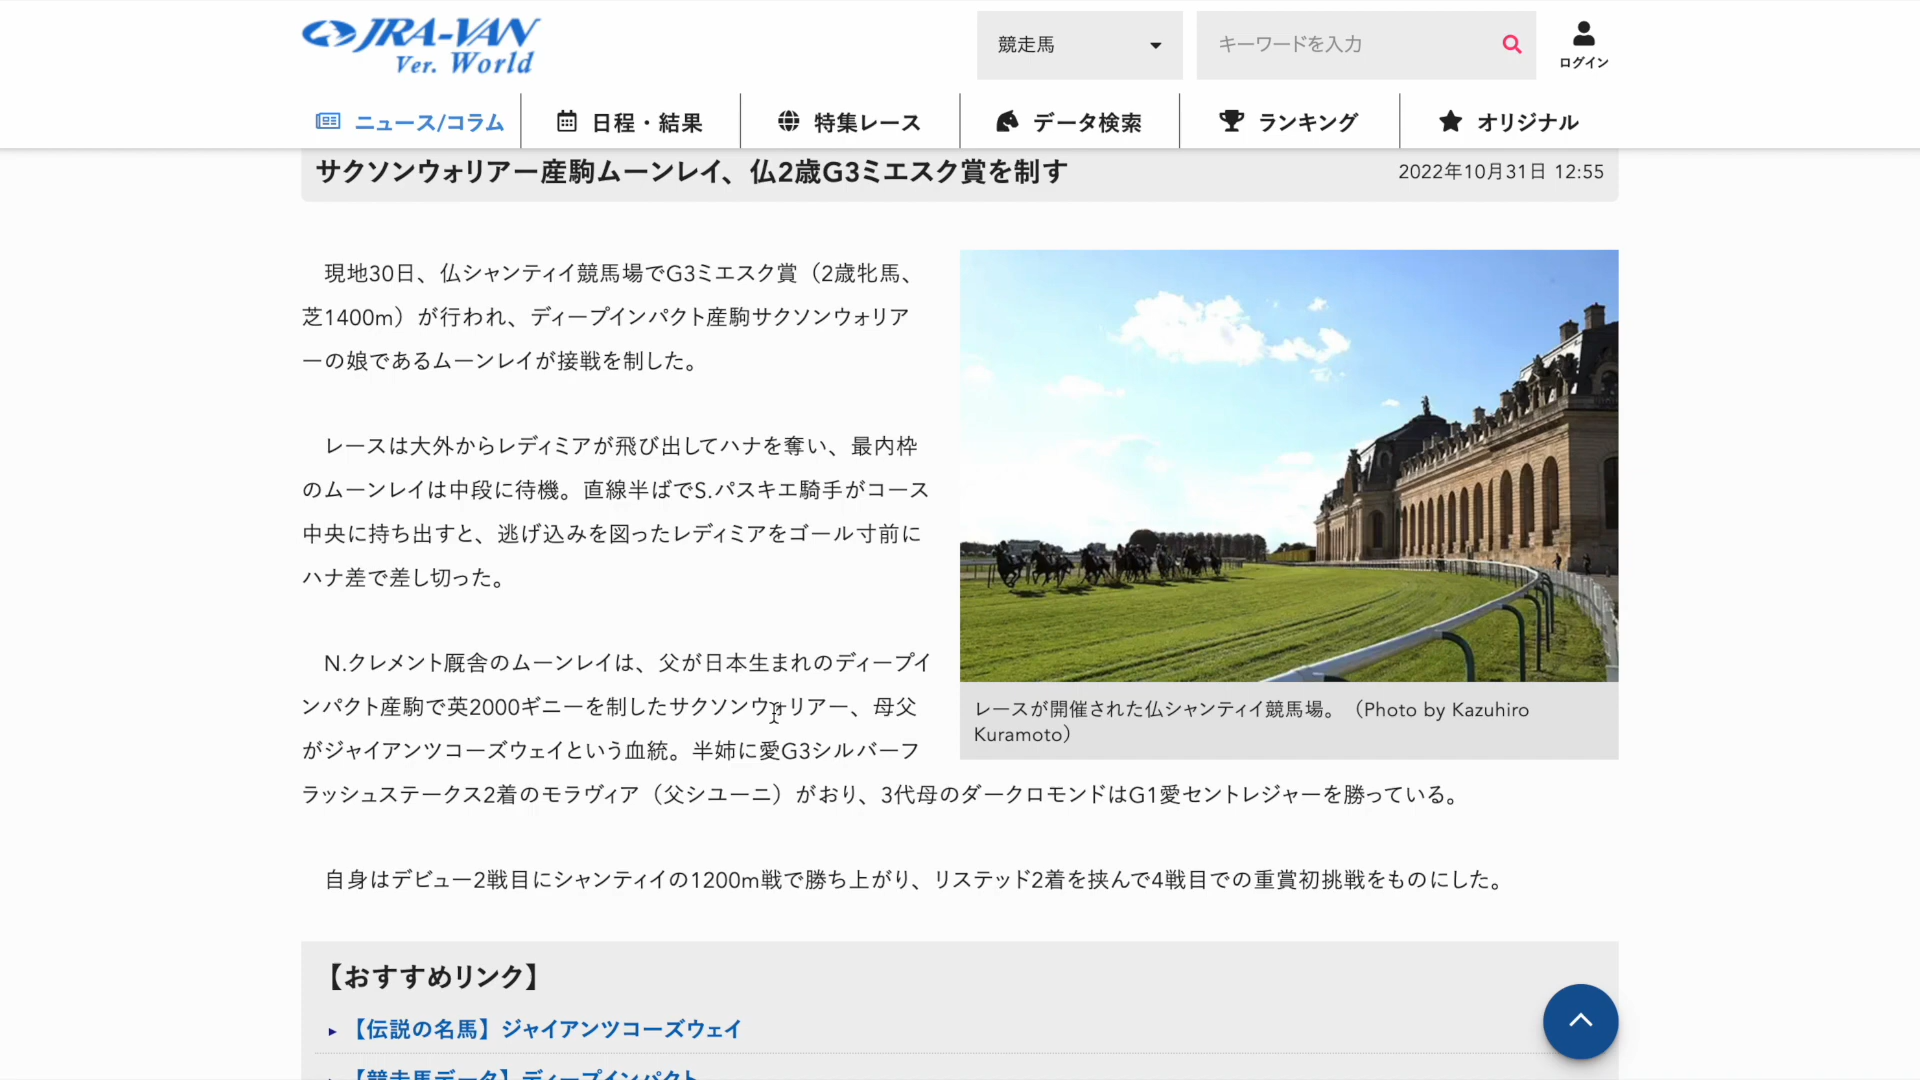 JRA-VAN
Ver. World
競走馬
キーワードを入力
ログイン
ニュース/コラム
日程・結果
特集レース
データ検索
ランキング
オリジナル
サクソンウォリアー産駒ムーンレイ、仏2歳G3ミエスク賞を制す
2022年10月31日 12:55
現地30日、仏シャンティイ競馬場でG3ミエスク賞（2歳牝馬、
芝1400m）が行われ、ディープインパクト産駒サクソンウォリア
ーの娘であるムーンレイが接戦を制した。
レースは大外からレディミアが飛び出してハナを奪い、最内枠
のムーンレイは中段に待機。直線半ばでS.パスキエ騎手がコース
中央に持ち出すと、逃げ込みを図ったレディミアをゴール寸前に
ハナ差で差し切った。
N.クレメント厩舎のムーンレイは、父が日本生まれのディープイ
ンパクト産駒で英2000ギニーを制したサクソンウォリアー、母父
がジャイアンツコーズウェイという血統。半姉に愛G3シルバーフ
ラッシュステークス2着のモラヴィア（父シユーニ）がおり、3代母のダークロモンドはG1愛セントレジャーを勝っている。
自身はデビュー2戦目にシャンティイの1200m戦で勝ち上がり、リステッド2着を挟んで4戦目での重賞初挑戦をものにした。
レースが開催された仏シャンティイ競馬場。（Photo by Kazuhiro
Kuramoto）
【おすすめリンク】
【伝説の名馬】ジャイアンツコーズウェイ
【競走馬データ】ディープインパクト